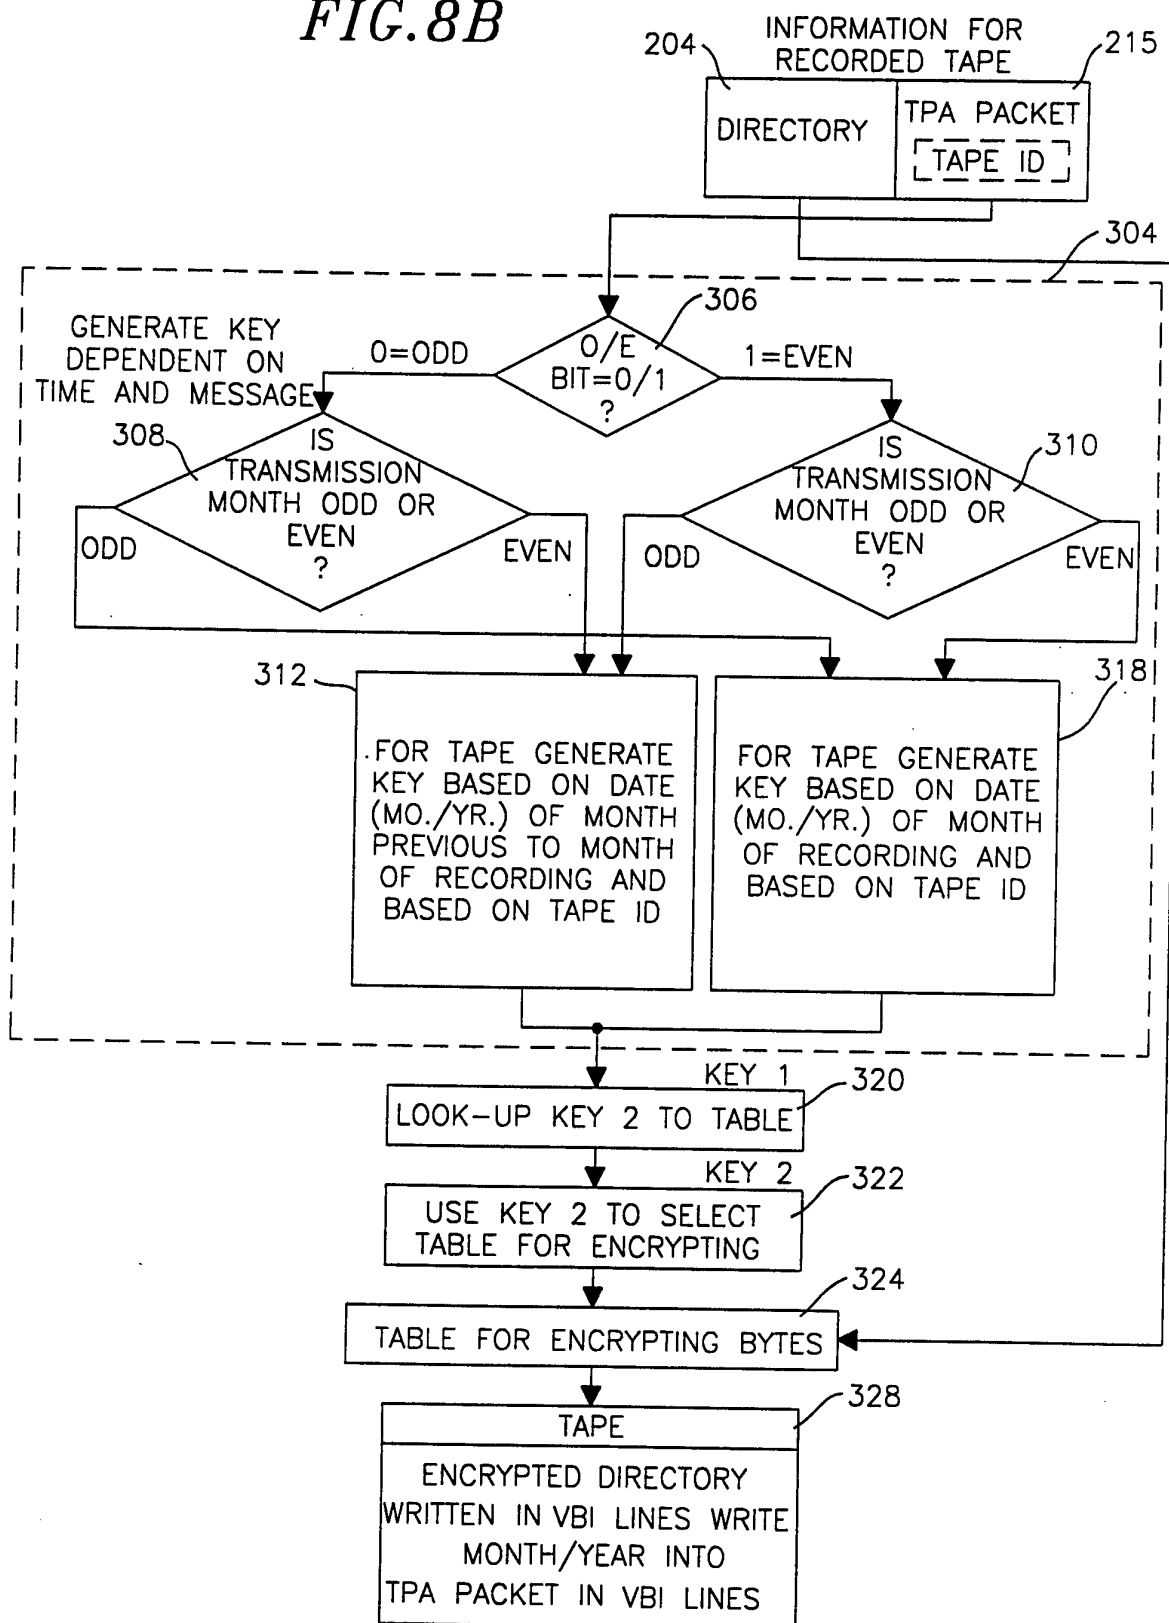 FIG.8B
INFORMATION FOR
RECORDED TAPE
204
215
DIRECTORY
TPA PACKET
TAPE ID
304
306
GENERATE KEY
DEPENDENT ON
TIME AND MESSAGE
0=ODD
O/E
BIT=0/1
?
1=EVEN
308
IS
TRANSMISSION
MONTH ODD OR
EVEN
?
ODD
EVEN
310
IS
TRANSMISSION
MONTH ODD OR
EVEN
?
ODD
EVEN
312
FOR TAPE GENERATE
KEY BASED ON DATE
(MO./YR.) OF MONTH
PREVIOUS TO MONTH
OF RECORDING AND
BASED ON TAPE ID
318
FOR TAPE GENERATE
KEY BASED ON DATE
(MO./YR.) OF MONTH
OF RECORDING AND
BASED ON TAPE ID
KEY 1
320
LOOK-UP KEY 2 TO TABLE
KEY 2
322
USE KEY 2 TO SELECT
TABLE FOR ENCRYPTING
324
TABLE FOR ENCRYPTING BYTES
328
TAPE
ENCRYPTED DIRECTORY
WRITTEN IN VBI LINES WRITE
MONTH/YEAR INTO
TPA PACKET IN VBI LINES